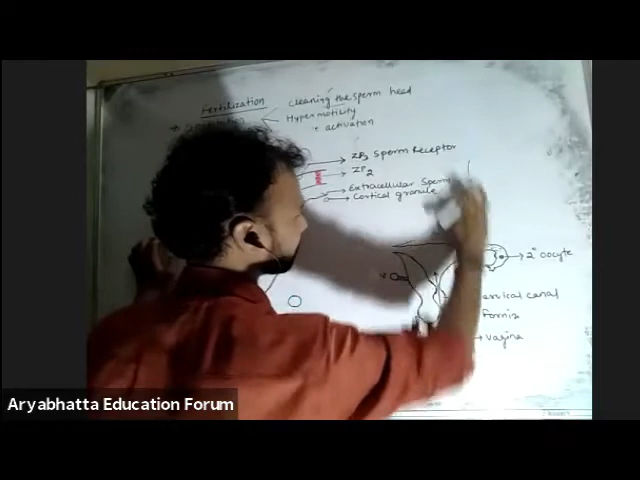 Fertilization
cleaning the sperm head
Hypermotility
activation
ZP3 Sperm Receptor
ZP2
Extracellular Sperm
Cortical granule
2° oocyte
canal
Fornix
vagina
Aryabhatta Education Forum